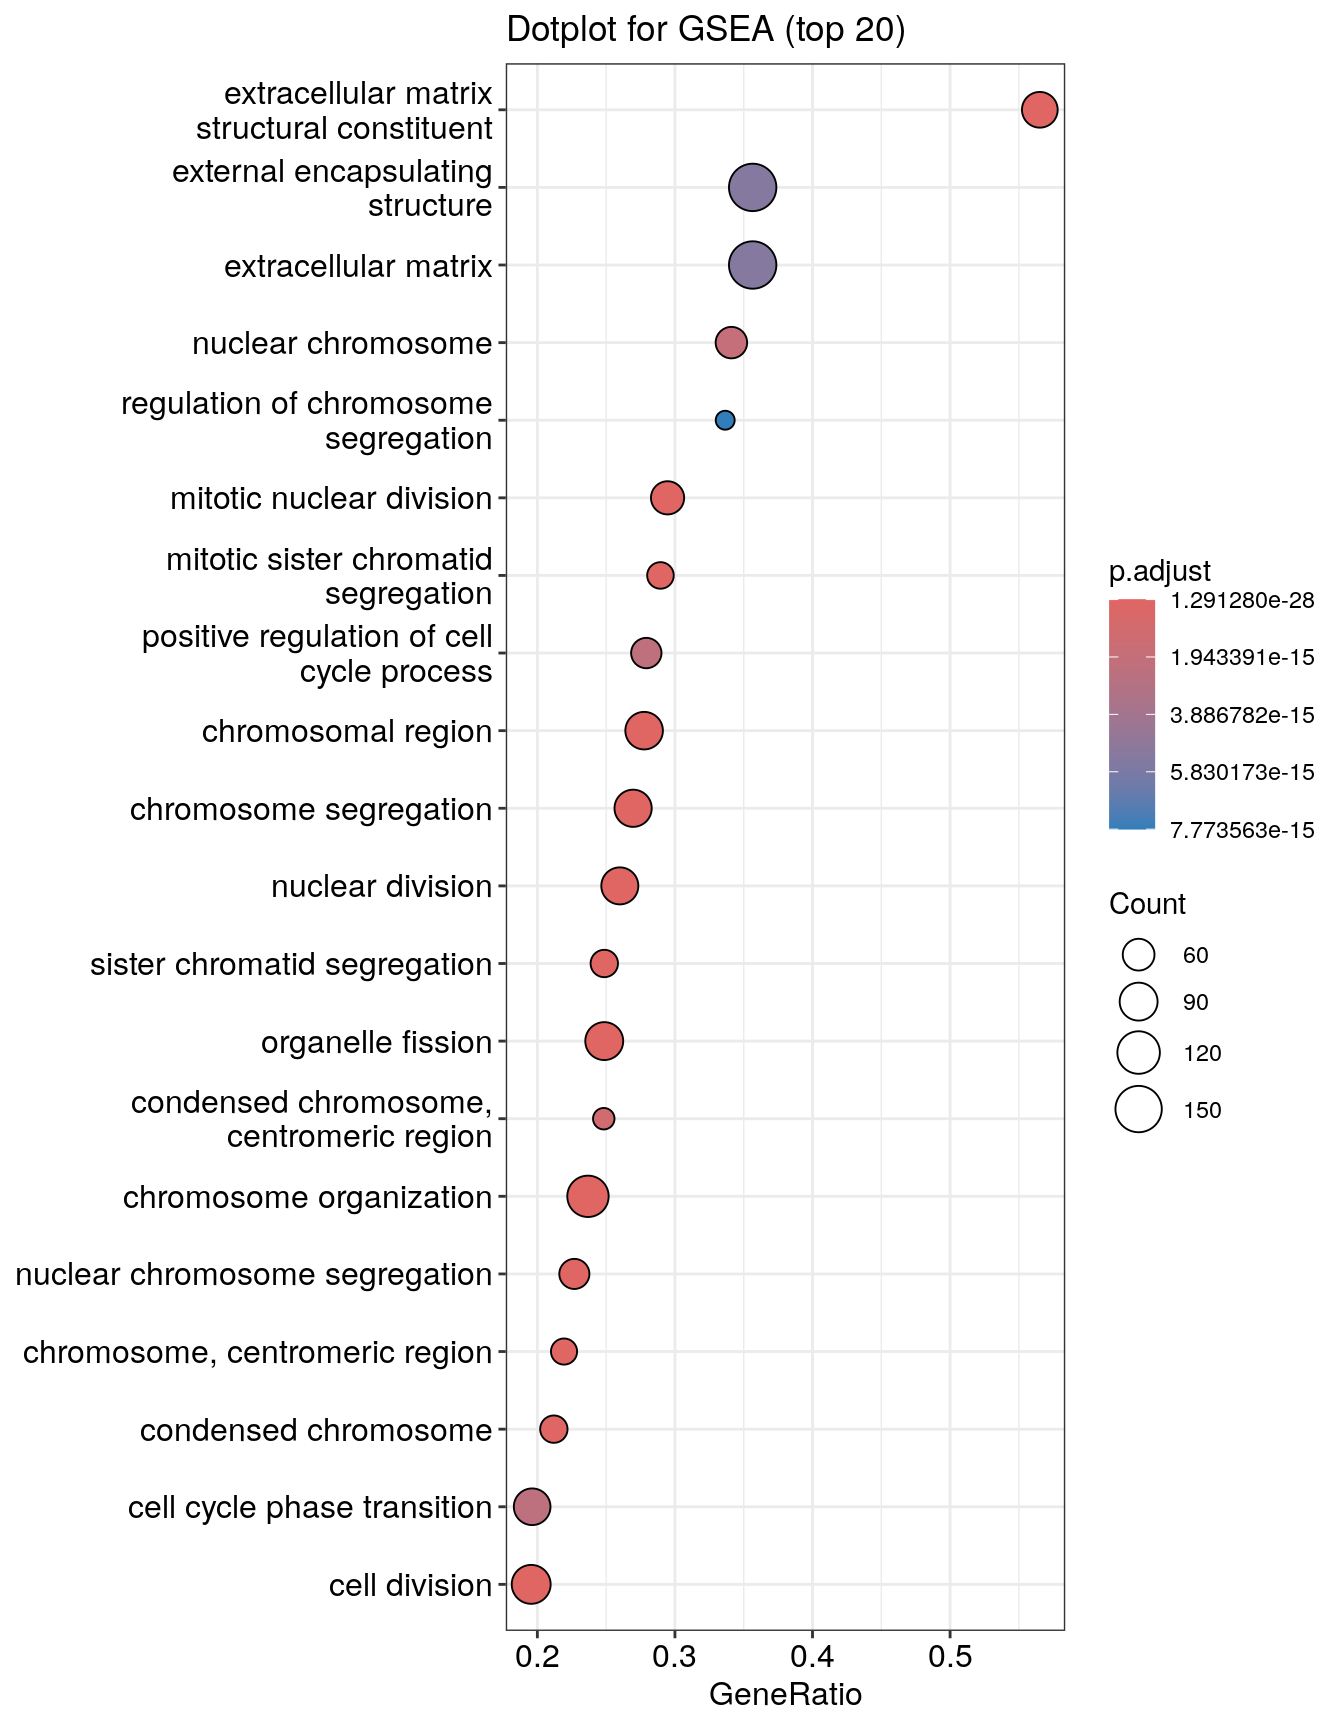 Dotplot for GSEA (top 20)
extracellular matrix
structural constituent
external encapsulating
structure
extracellular matrix
nuclear chromosome
regulation of chromosome
segregation
mitotic nuclear division
mitotic sister chromatid
segregation
positive regulation of cell
cycle process
chromosomal region
chromosome segregation
nuclear division
sister chromatid segregation
organelle fission
condensed chromosome,
centromeric region
chromosome organization
nuclear chromosome segregation
chromosome, centromeric region
condensed chromosome
cell cycle phase transition
cell division
0.2 0.3 0.4 0.5
GeneRatio
p.adjust
1.291280e-28
1.943391e-15
3.886782e-15
5.830173e-15
7.773563e-15
Count
60
90
120
150